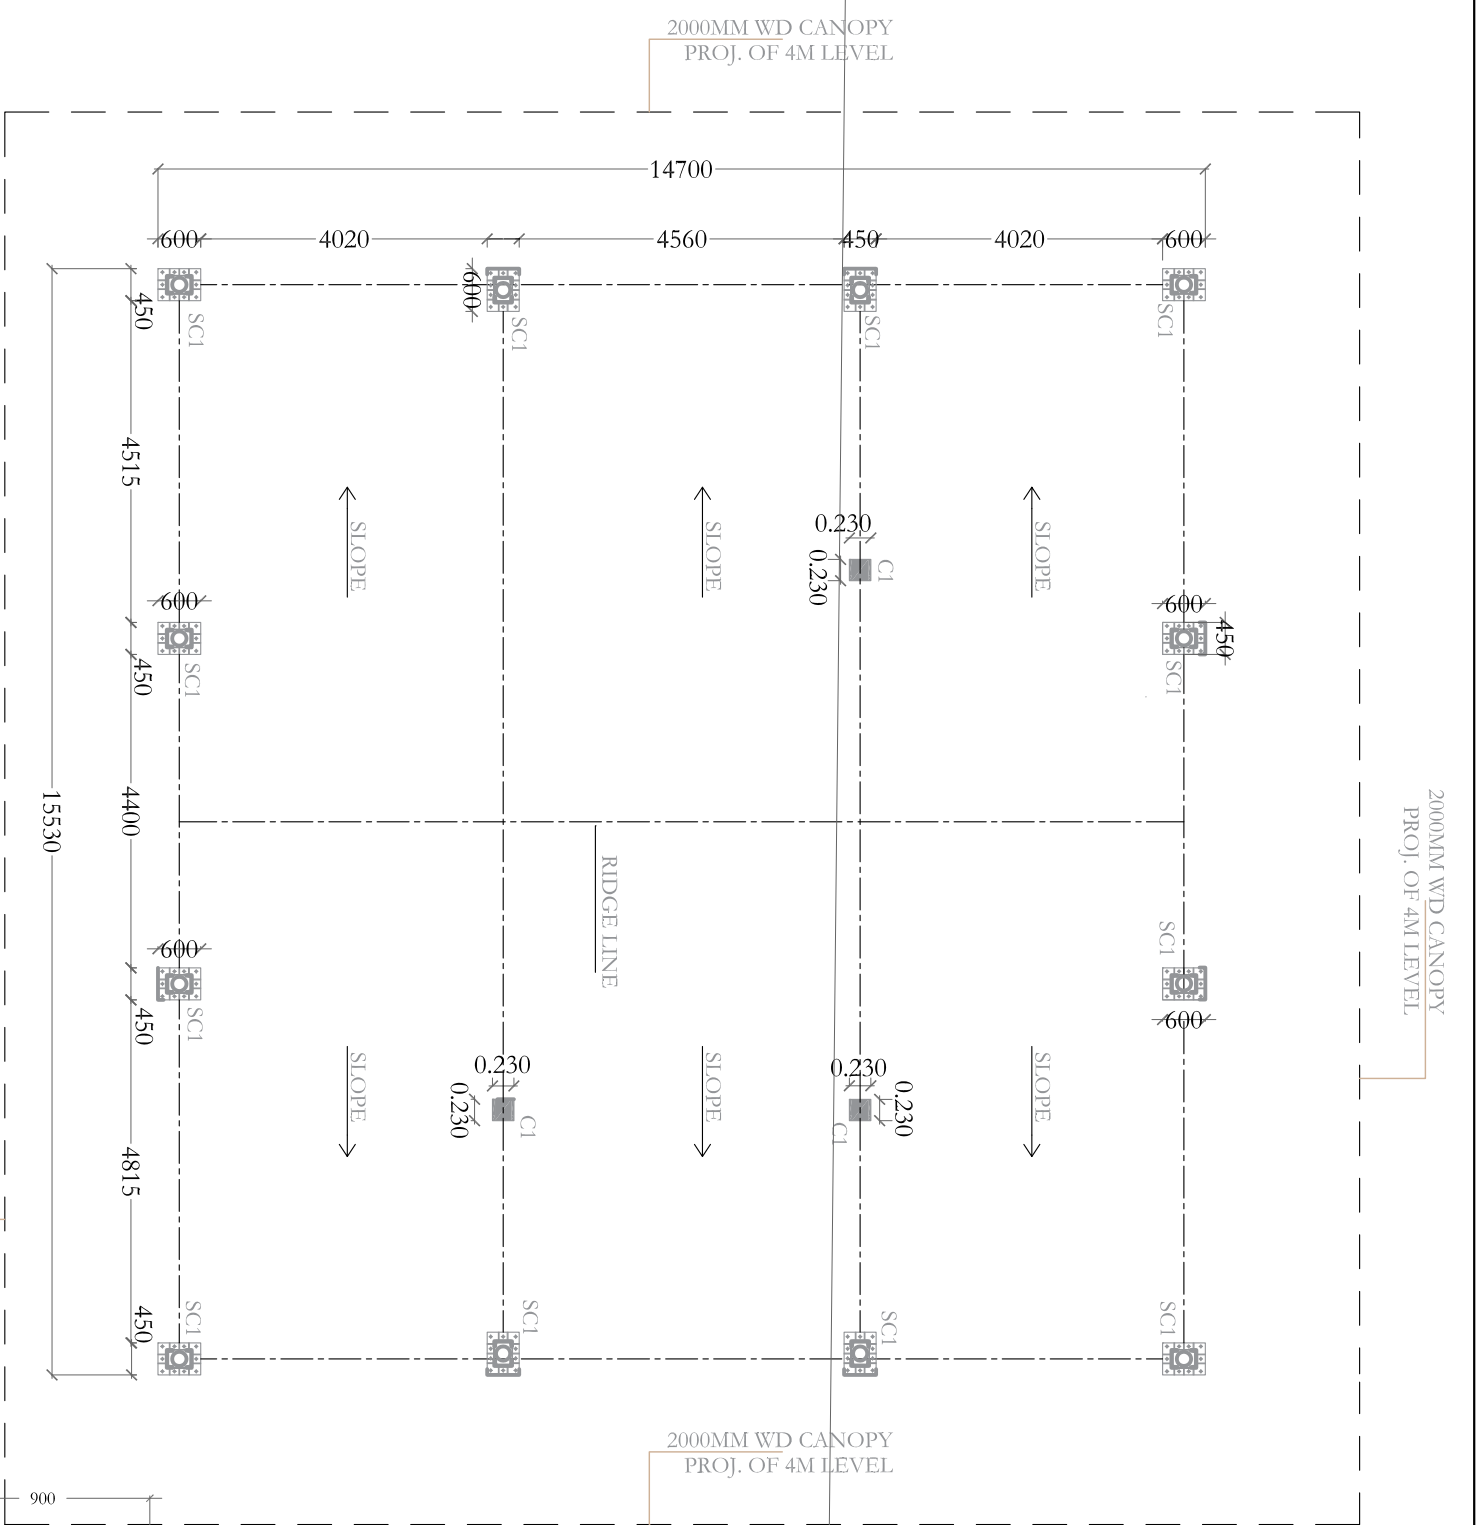 2000MM WD CANOPY
PROJ. OF 4M LEVEL
14700
600
4020
4560
450
4020
600
600
450
SC1
SC1
SC1
SC1
4515
SLOPE
SLOPE
SLOPE
0.230
0.230
C1
600
600
450
450
SC1
SC1
15530
4400
RIDGE LINE
2000MM WD CANOPY
PROJ. OF 4M LEVEL
600
SC1
450
SC1
600
SLOPE
SLOPE
SLOPE
0.230
0.230
C1
0.230
0.230
C1
4815
450
SC1
SC1
SC1
SC1
2000MM WD CANOPY
PROJ. OF 4M LEVEL
900